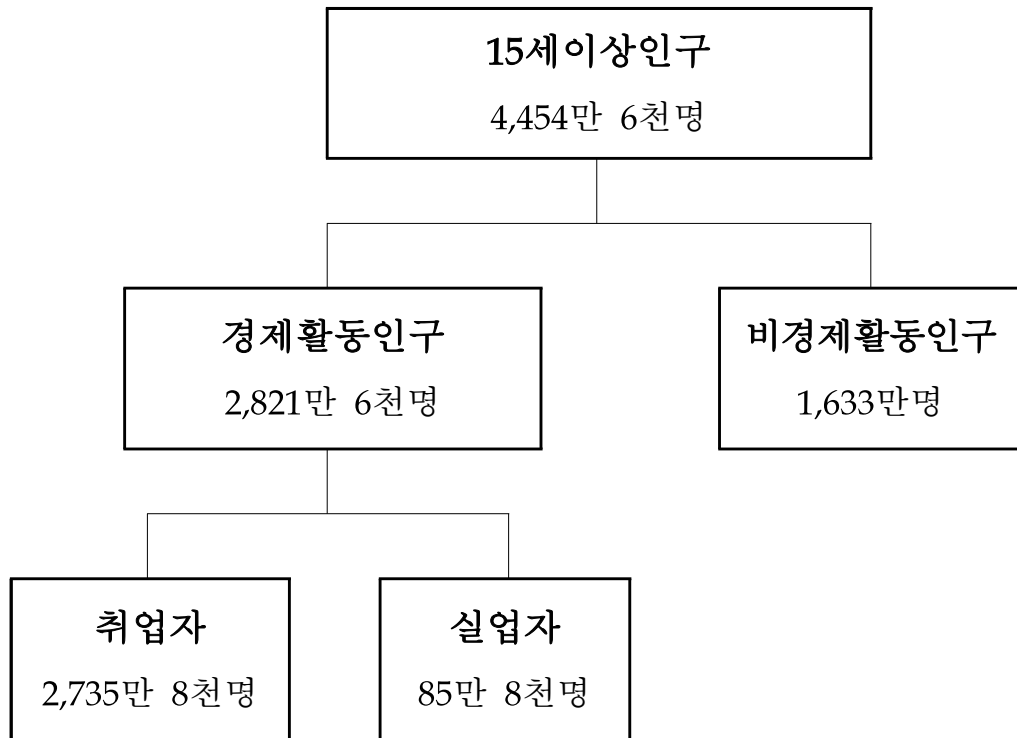 15세이상인구
4,454만 6천명
경제활동인구
2,821만 6천명
비경제활동인구
1,633만명
취업자
2,735만 8천명
실업자
85만 8천명